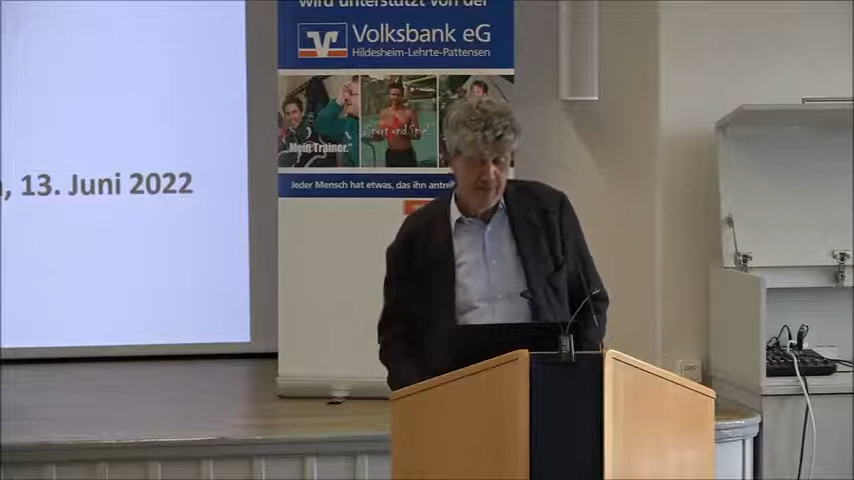 13. Juni 2022
wird unterstützt von der
Volksbank eG
Hildesheim-Lehrte-Pattensen
"Mein Trainer."
Jeder Mensch hat etwas, das ihn